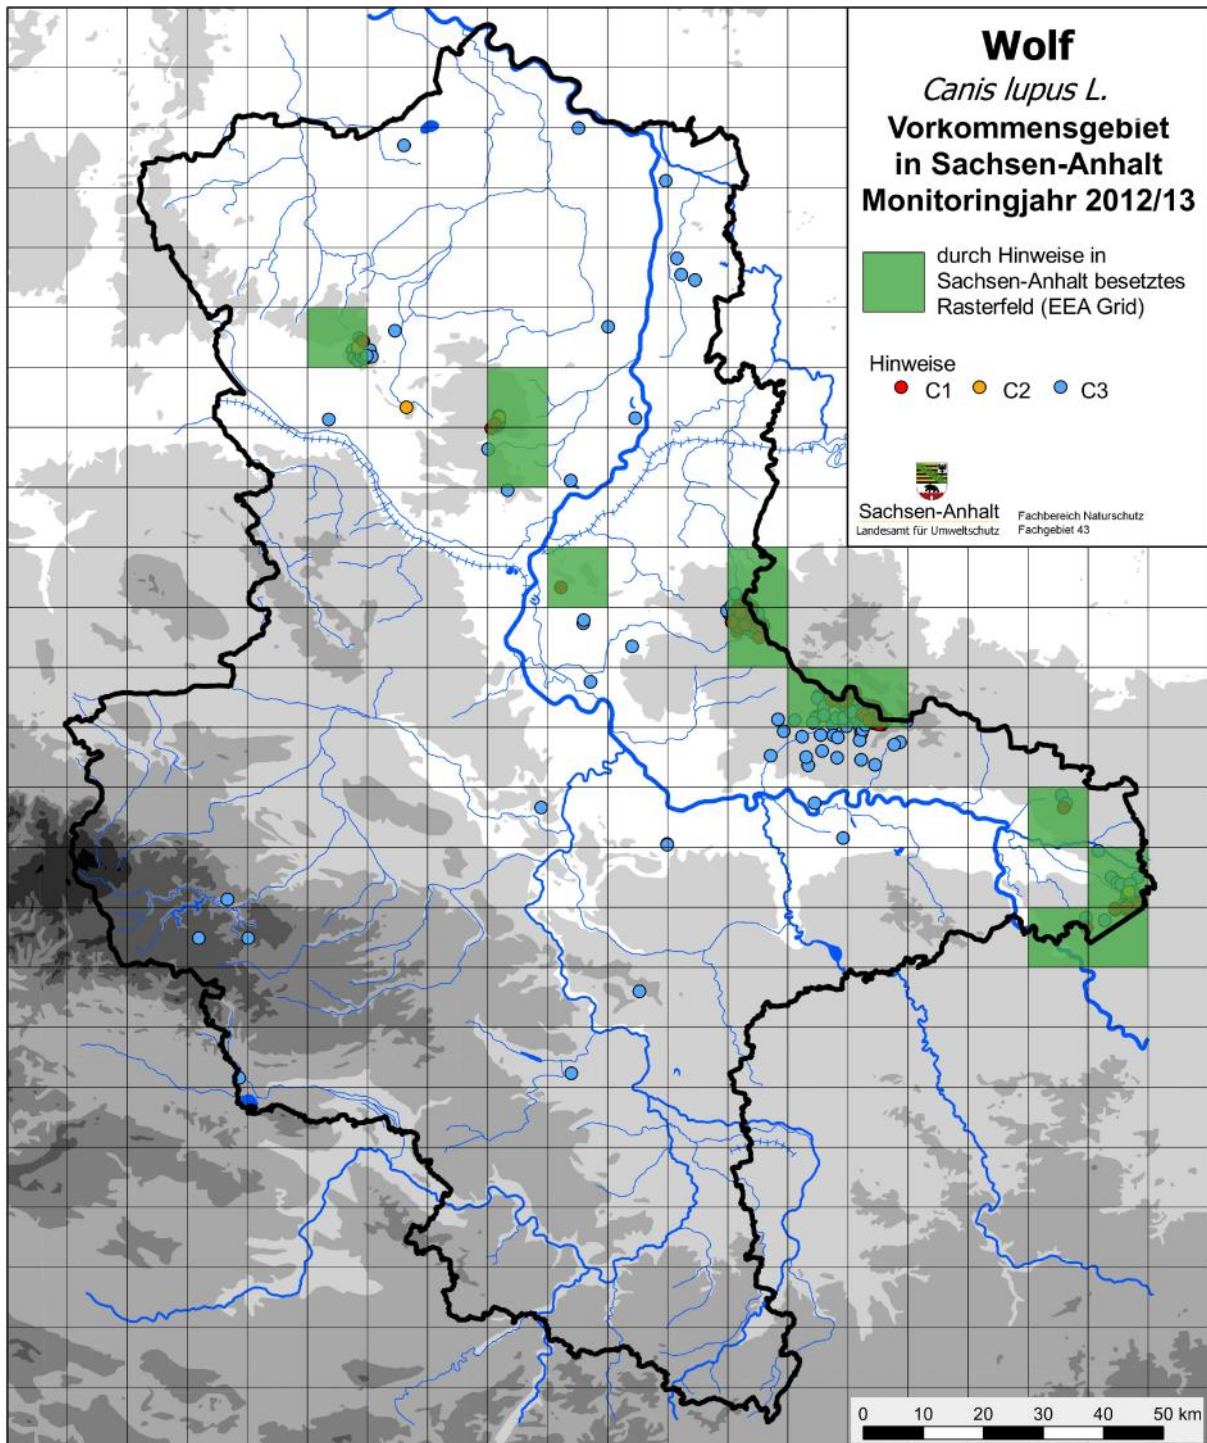 Wolf
Canis lupus L.
Vorkommensgebiet
in Sachsen-Anhalt
Monitoringjahr 2012/13
durch Hinweise in
Sachsen-Anhalt besetztes
Rasterfeld (EEA Grid)
Hinweise
C1 C2 C3
Sachsen-Anhalt
Landesamt für Umweltschutz
Fachbereich Naturschutz
Fachgebiet 43
0 10 20 30 40 50 km